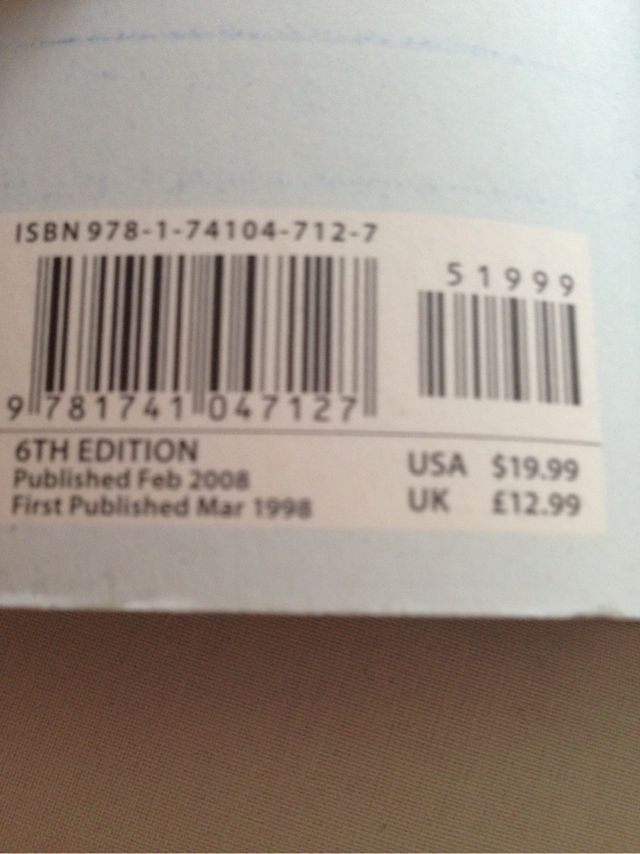 ISBN 978-1-74104-712-7
51999
9 781741 047127
6TH EDITION
Published Feb 2008
First Published Mar 1998
USA $19.99
UK £12.99